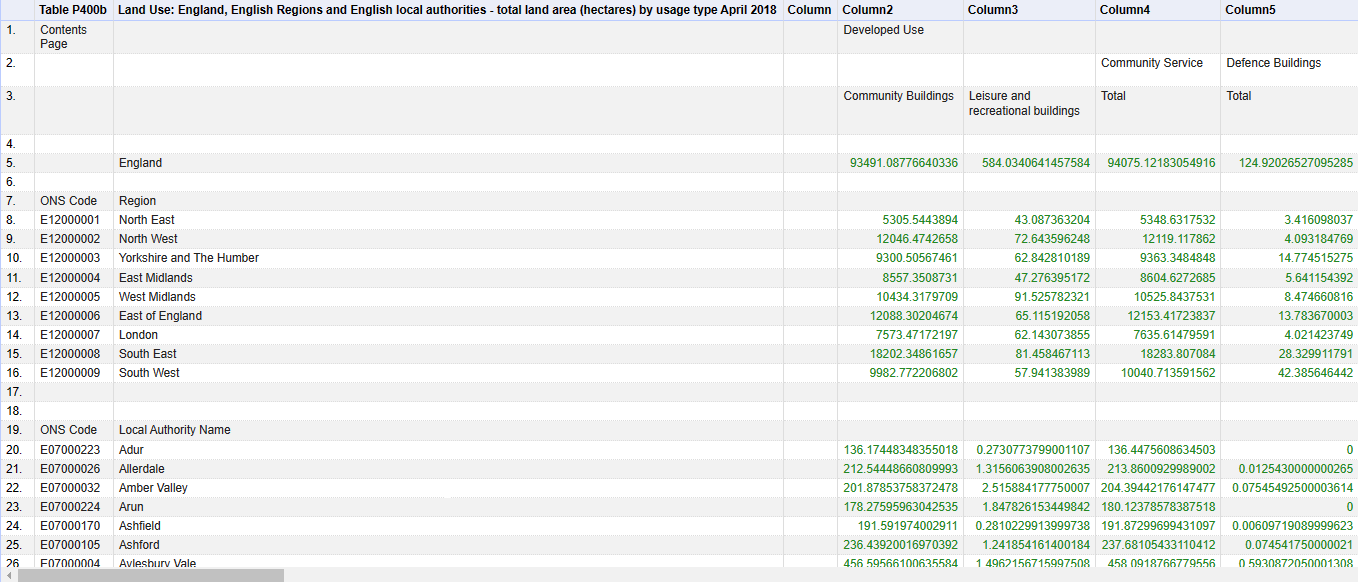 Table P400b Land Use: England, English Regions and English local authorities - total land area (hectares) by usage type April 2018 Column Column2 Column3 Column4 Column5
1. Contents Page Developed Use
2. Community Service Defence Buildings
3. Community Buildings Leisure and recreational buildings Total Total
4.
5. England 93491.08776640336 584.0340641457584 94075.12183054916 124.92026527095285
6.
7. ONS Code Region
8. E12000001 North East 5305.5443894 43.087363204 5348.6317532 3.416098037
9. E12000002 North West 12046.4742658 72.643596248 12119.117862 4.093184769
10. E12000003 Yorkshire and The Humber 9300.50567461 62.842810189 9363.3484848 14.774515275
11. E12000004 East Midlands 8557.3508731 47.276395172 8604.6272685 5.641154392
12. E12000005 West Midlands 10434.3179709 91.525782321 10525.8437531 8.474660816
13. E12000006 East of England 12088.30204674 65.115192058 12153.41723837 13.783670003
14. E12000007 London 7573.47172197 62.143073855 7635.61479591 4.021423749
15. E12000008 South East 18202.34861657 81.458467113 18283.807084 28.329911791
16. E12000009 South West 9982.772206802 57.941383989 10040.713591562 42.385646442
17.
18.
19. ONS Code Local Authority Name
20. E07000223 Adur 136.17448348355018 0.2730773799001107 136.4475608634503 0
21. E07000026 Allerdale 212.54448660809993 1.3156063908002635 213.8600929989002 0.0125430000000265
22. E07000032 Amber Valley 201.87853758372478 2.515884177750007 204.39442176147477 0.07545492500003614
23. E07000224 Arun 178.27595963042535 1.847826153449842 180.12378578387518 0
24. E07000170 Ashfield 191.591974002911 0.2810229913999738 191.87299699431097 0.00609719089999623
25. E07000105 Ashford 236.43920016970392 1.241854161400184 237.68105433110412 0.074541750000021
26 E07000004 Aylesbury Vale 456.59566100635584 1.4962156715997508 458.0918766779556 0.5930872050001308